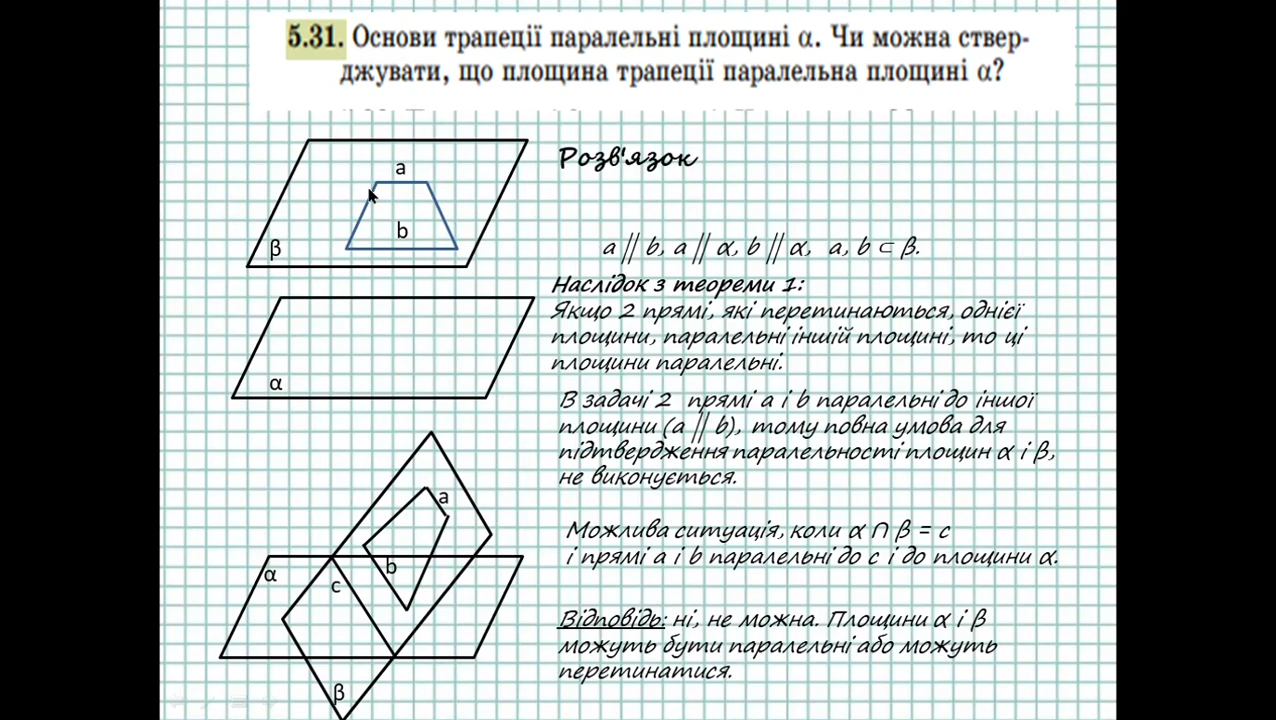 5.31. Основи трапеції паралельні площині α. Чи можна ствер-
джувати, що площина трапеції паралельна площині α?
Розв'язок
a
b
β
α
a || b, a || α, b || α, a, b ⊂ β.
Наслідок з теореми 1:
Якщо 2 прямі, які перетинаються, однієї
площини, паралельні іншій площині, то ці
площини паралельні.
В задачі 2 прямі a і b паралельні до іншої
площини (a || b), тому повна умова для
підтвердження паралельності площин α і β,
не виконується.
a
b
α
c
β
Можлива ситуація, коли α ∩ β = c
і прямі a і b паралельні до c і до площини α.
Відповідь: ні, не можна. Площини α і β
можуть бути паралельні або можуть
перетинатися.